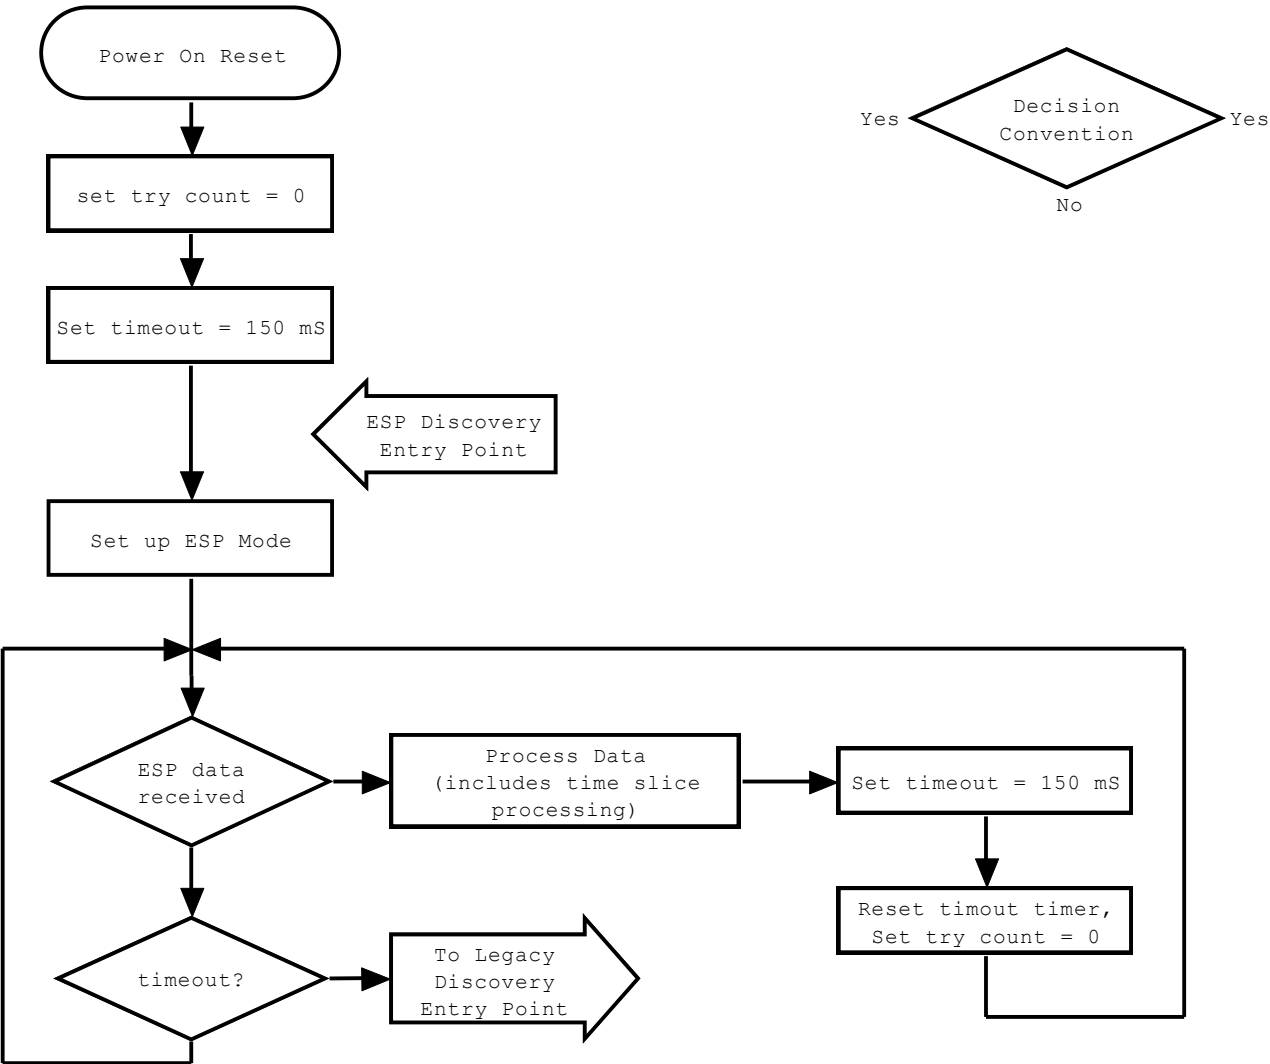 Power On Reset
Decision
Convention
Yes
Yes
No
set try count = 0
Set timeout = 150 mS
ESP Discovery
Entry Point
Set up ESP Mode
ESP data
received
Process Data
(includes time slice
processing)
Set timeout = 150 mS
Reset timout timer,
Set try count = 0
timeout?
To Legacy
Discovery
Entry Point